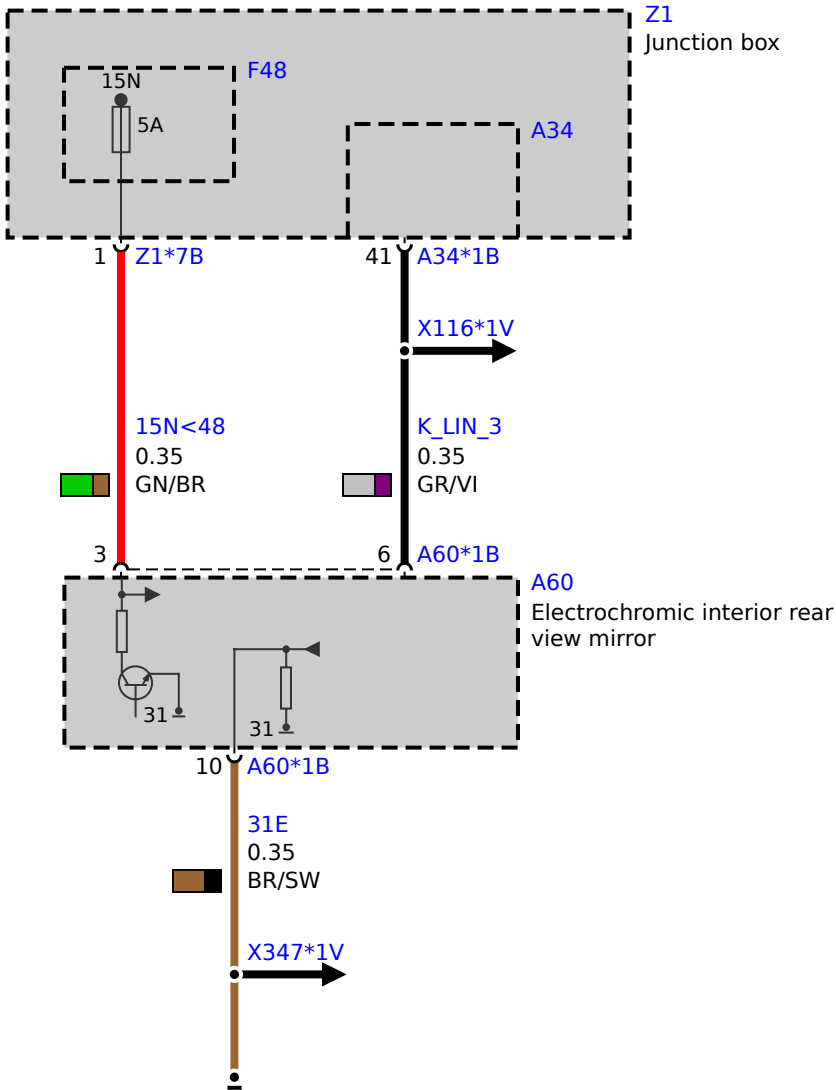 Z1
Junction box
F48
15N
5A
A34
1 Z1*7B
41 A34*1B
X116*1V
15N<48
0.35
GN/BR
K_LIN_3
0.35
GR/VI
3
6 A60*1B
A60
Electrochromic interior rear
view mirror
31
31
10 A60*1B
31E
0.35
BR/SW
X347*1V